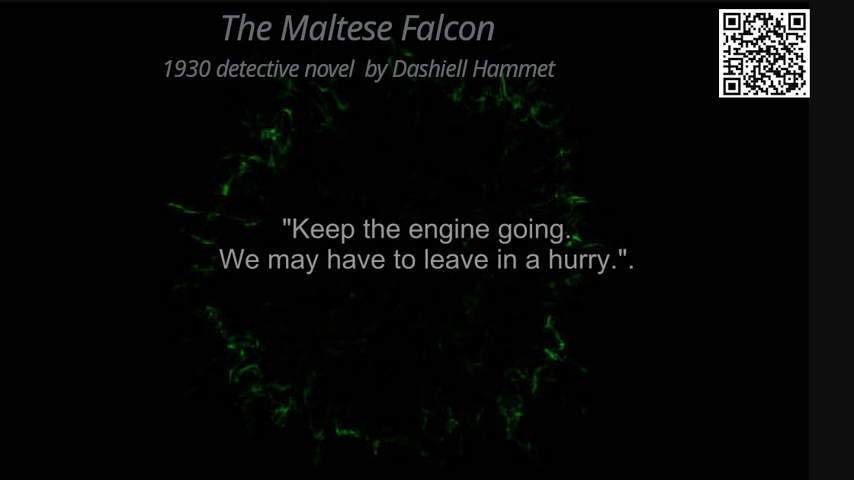 The Maltese Falcon
1930 detective novel by Dashiell Hammet
"Keep the engine going.
We may have to leave in a hurry.".